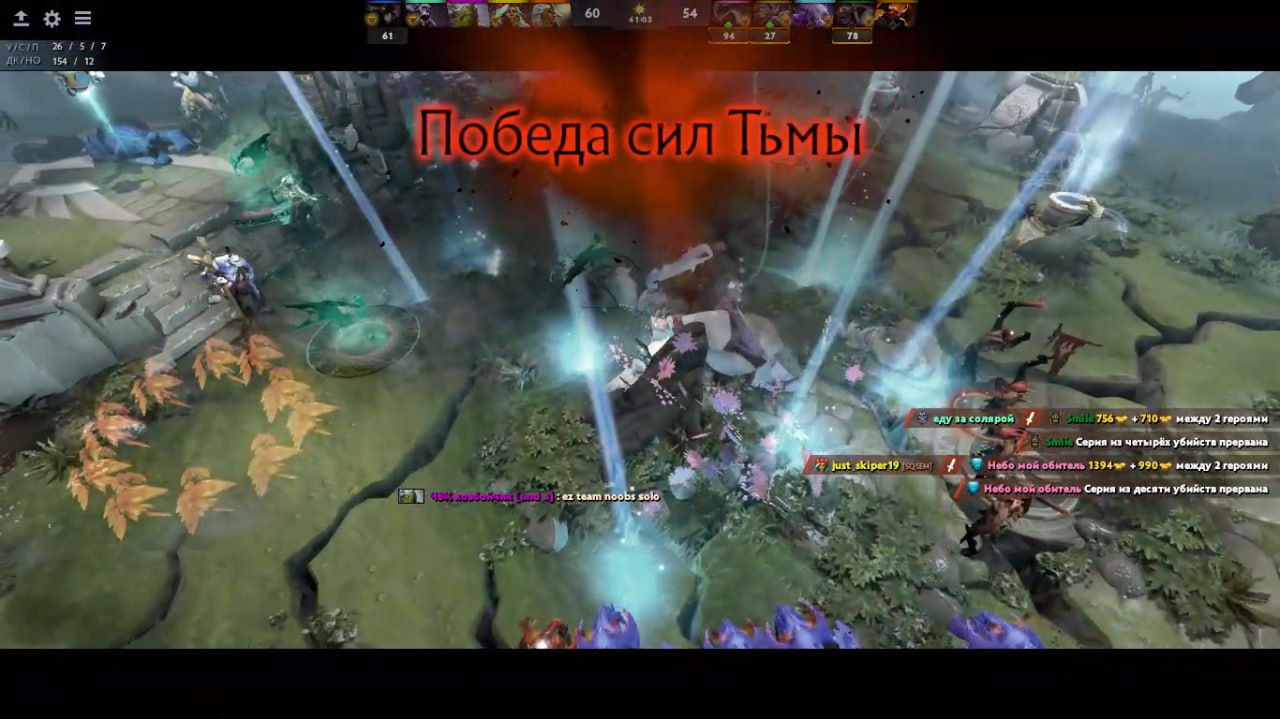 60 41:03 54
61 94 27 78
У/С/П 26 / 5 / 7
ДК/НО 154 / 12
Победа сил Тьмы
еду за солярой Smile 756 + 710 между 2 героями
Smile Серия из четырёх убийств прервана
just_skiper19 [SQSEM] Небо мой обитель 1394 + 990 между 2 героями
Небо мой обитель Серия из десяти убийств прервана
: ez team noobs solo